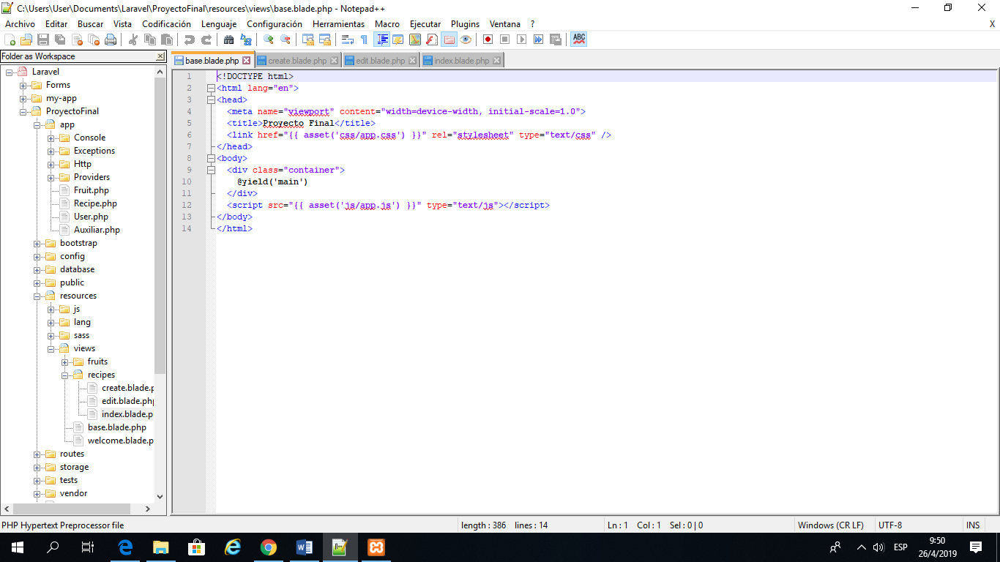 C:\Users\User\Documents\Laravel\ProyectoFinal\resources\views\base.blade.php - Notepad++
Archivo Editar Buscar Vista Codificación Lenguaje Configuración Herramientas Macro Ejecutar Plugins Ventana ? X
ABC
Folder as Workspace
Laravel
Forms
my-app
ProyectoFinal
app
Console
Exceptions
Http
Providers
Fruit.php
Recipe.php
User.php
Auxiliar.php
bootstrap
config
database
public
resources
js
lang
sass
views
fruits
recipes
create.blade.p
edit.blade.php
index.blade.p
base.blade.php
welcome.blade.p
routes
storage
tests
vendor
base.blade.php create.blade.php edit.blade.php index.blade.php
1 <!DOCTYPE html>
2 <html lang="en">
3 <head>
4 <meta name="viewport" content="width=device-width, initial-scale=1.0">
5 <title>Proyecto Final</title>
6 <link href="{{ asset('css/app.css') }}" rel="stylesheet" type="text/css" />
7 </head>
8 <body>
9 <div class="container">
10 @yield('main')
11 </div>
12 <script src="{{ asset('js/app.js') }}" type="text/js"></script>
13 </body>
14 </html>
PHP Hypertext Preprocessor file length : 386 lines : 14 Ln : 1 Col : 1 Sel : 0 | 0 Windows (CR LF) UTF-8 INS
ESP
9:50
26/4/2019